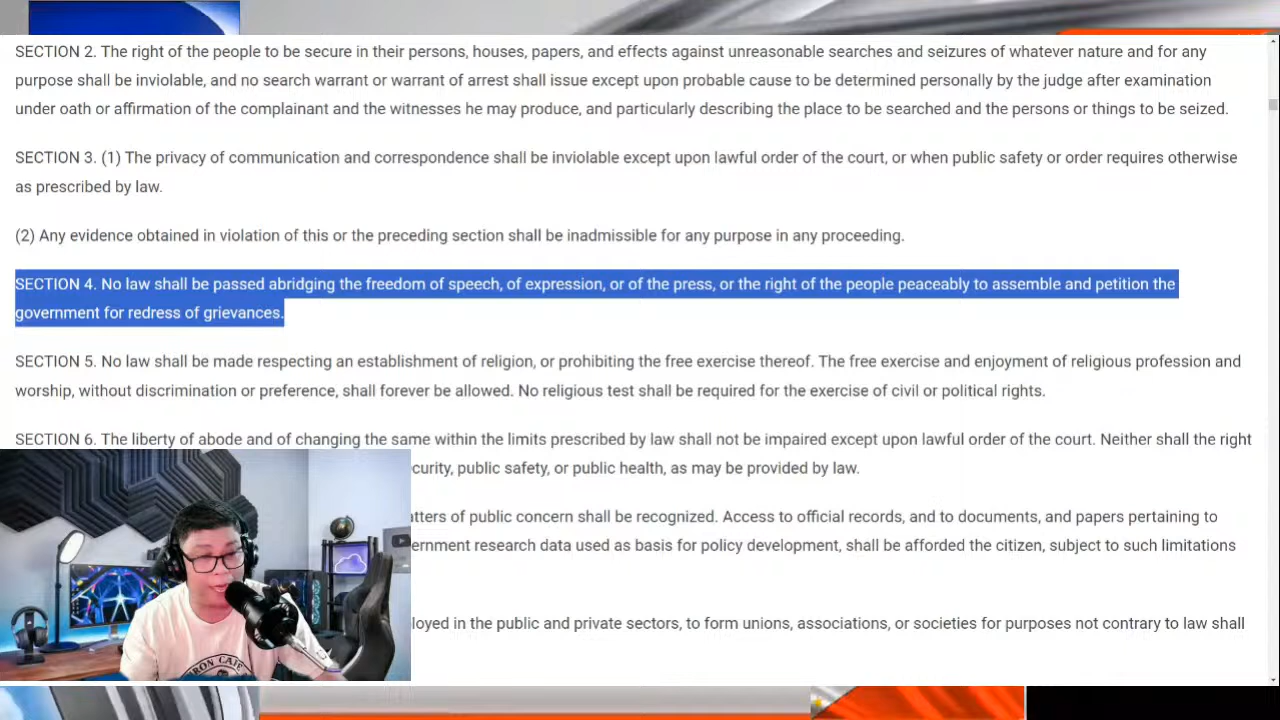 SECTION 2. The right of the people to be secure in their persons, houses, papers, and effects against unreasonable searches and seizures of whatever nature and for any
purpose shall be inviolable, and no search warrant or warrant of arrest shall issue except upon probable cause to be determined personally by the judge after examination
under oath or affirmation of the complainant and the witnesses he may produce, and particularly describing the place to be searched and the persons or things to be seized.
SECTION 3. (1) The privacy of communication and correspondence shall be inviolable except upon lawful order of the court, or when public safety or order requires otherwise
as prescribed by law.
(2) Any evidence obtained in violation of this or the preceding section shall be inadmissible for any purpose in any proceeding.
SECTION 4. No law shall be passed abridging the freedom of speech, of expression, or of the press, or the right of the people peaceably to assemble and petition the
government for redress of grievances.
SECTION 5. No law shall be made respecting an establishment of religion, or prohibiting the free exercise thereof. The free exercise and enjoyment of religious profession and
worship, without discrimination or preference, shall forever be allowed. No religious test shall be required for the exercise of civil or political rights.
SECTION 6. The liberty of abode and of changing the same within the limits prescribed by law shall not be impaired except upon lawful order of the court. Neither shall the right
curity, public safety, or public health, as may be provided by law.
atters of public concern shall be recognized. Access to official records, and to documents, and papers pertaining to
ernment research data used as basis for policy development, shall be afforded the citizen, subject to such limitations
loyed in the public and private sectors, to form unions, associations, or societies for purposes not contrary to law shall